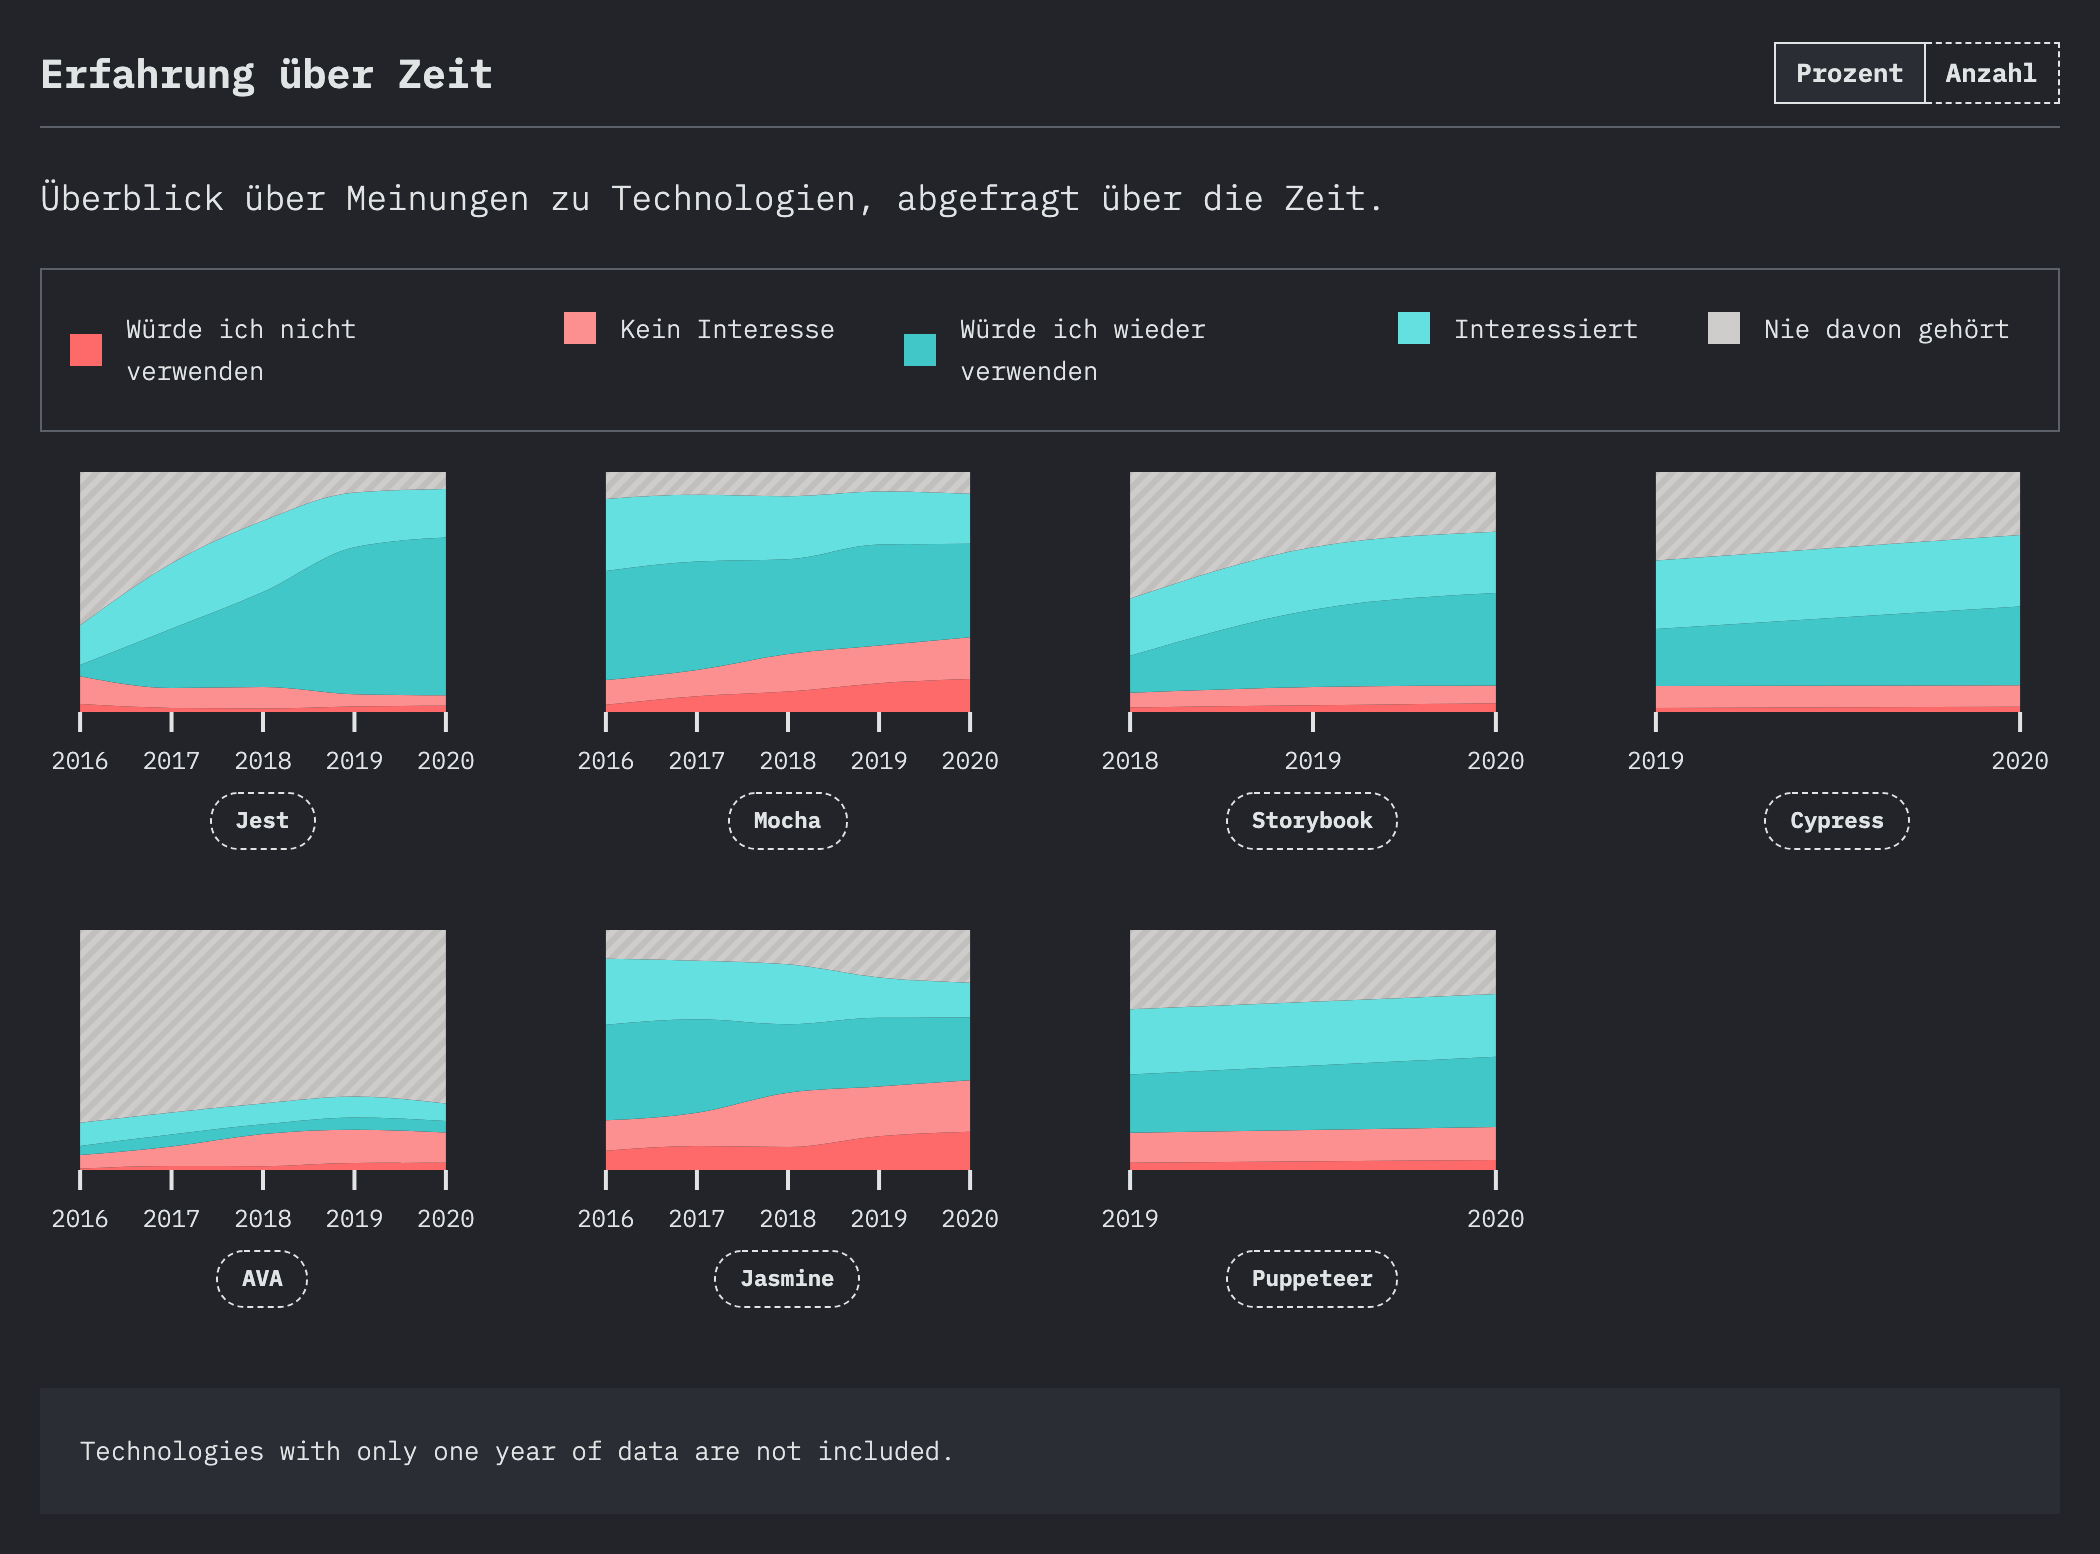 Erfahrung über Zeit
Prozent Anzahl
Überblick über Meinungen zu Technologien, abgefragt über die Zeit.
Würde ich nicht verwenden
Kein Interesse
Würde ich wieder verwenden
Interessiert
Nie davon gehört
2016 2017 2018 2019 2020
Jest
2016 2017 2018 2019 2020
Mocha
2018 2019 2020
Storybook
2019 2020
Cypress
2016 2017 2018 2019 2020
AVA
2016 2017 2018 2019 2020
Jasmine
2019 2020
Puppeteer
Technologies with only one year of data are not included.